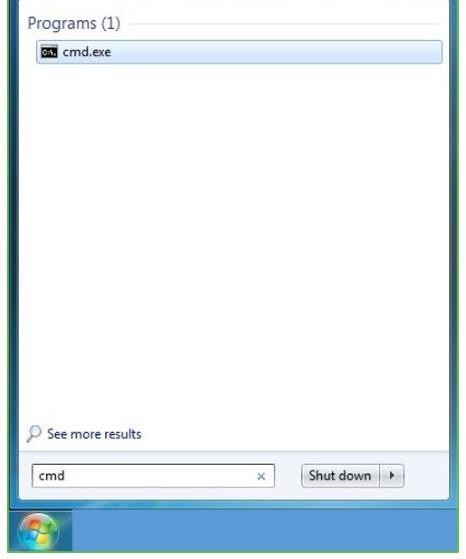 Programs (1)
cmd.exe
See more results
cmd
Shut down